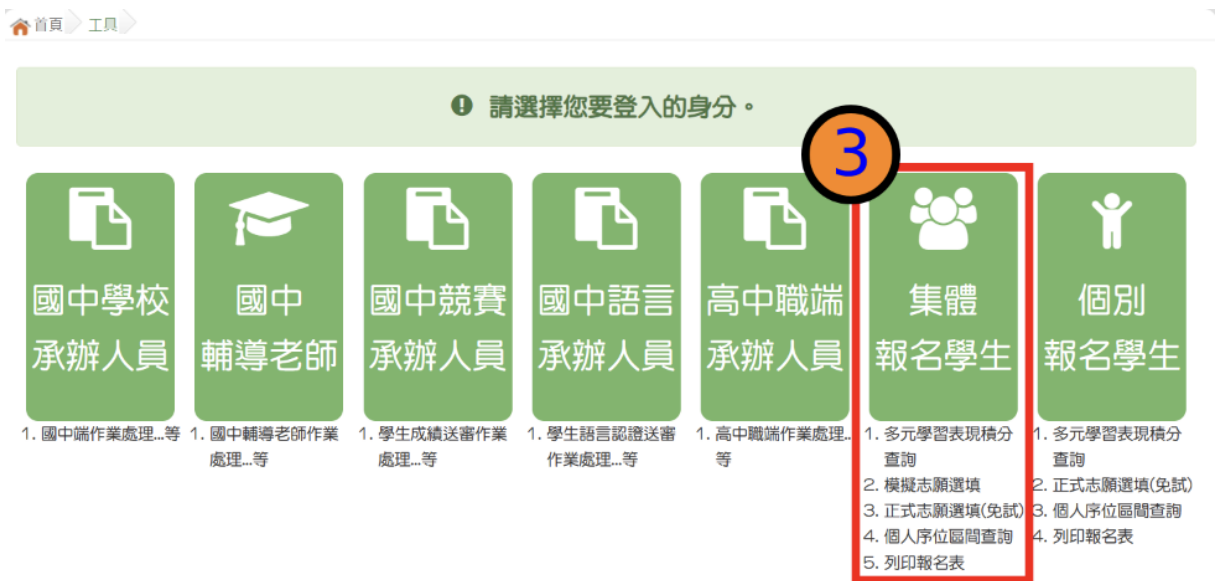 首頁 工具
請選擇您要登入的身分。
3
國中學校
承辦人員
1. 國中端作業處理...等
國中
輔導老師
1. 國中輔導老師作業
處理...等
國中競賽
承辦人員
1. 學生成績送審作業
處理...等
國中語言
承辦人員
1. 學生語言認證送審
作業處理...等
高中職端
承辦人員
1. 高中職端作業處理...
等
集體
報名學生
1. 多元學習表現積分
查詢
2. 模擬志願選填
3. 正式志願選填(免試)
4. 個人序位區間查詢
5. 列印報名表
個別
報名學生
1. 多元學習表現積分
查詢
2. 正式志願選填(免試)
3. 個人序位區間查詢
4. 列印報名表